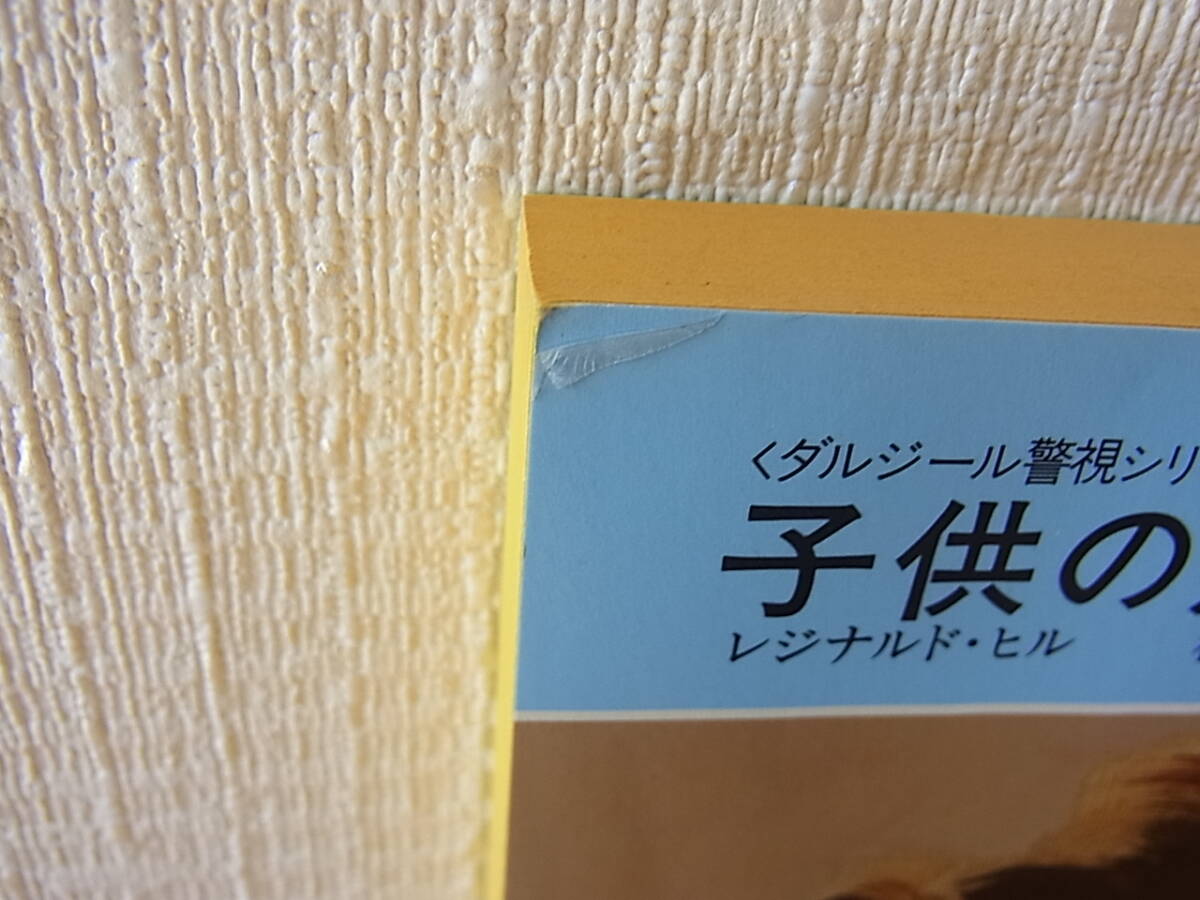 〈ダルジール警視シリ
子供の
レジナルド・ヒル